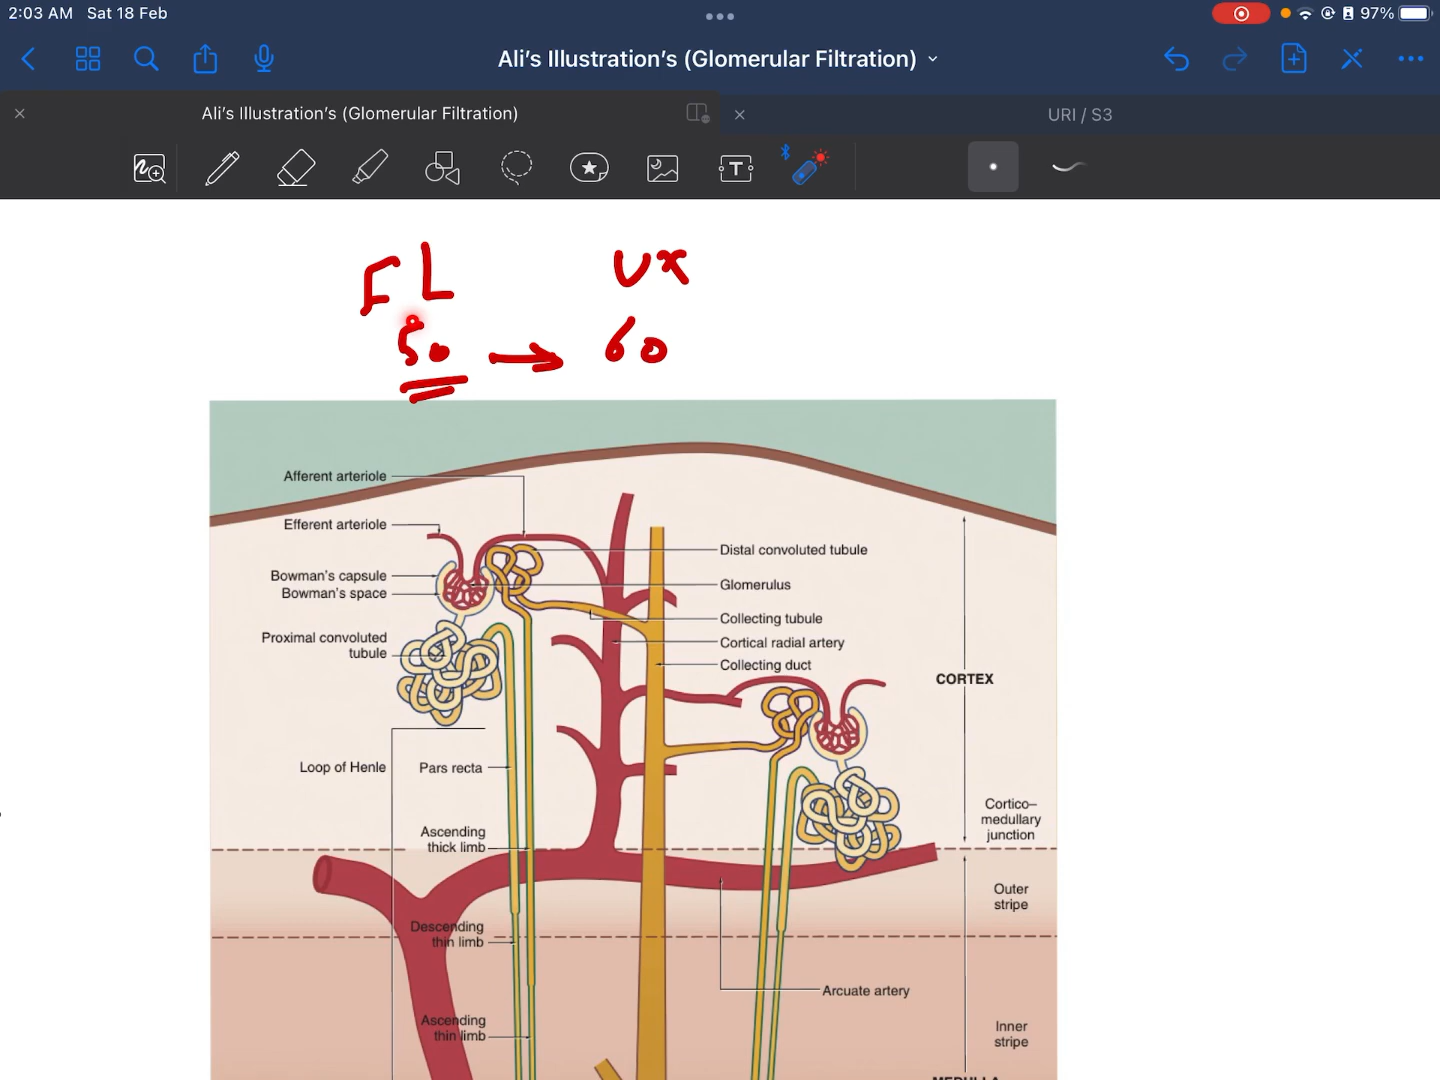 2:03 AM Sat 18 Feb
97%
Ali's Illustration's (Glomerular Filtration)
Ali's Illustration's (Glomerular Filtration)
URI / S3
T
FL Ux
50 → 60
Afferent arteriole
Efferent arteriole
Bowman's capsule
Bowman's space
Proximal convoluted
tubule
Distal convoluted tubule
Glomerulus
Collecting tubule
Cortical radial artery
Collecting duct
CORTEX
Loop of Henle
Pars recta
Cortico–
medullary
junction
Ascending
thick limb
Outer
stripe
Descending
thin limb
Arcuate artery
Ascending
thin limb
Inner
stripe
MEDULLA